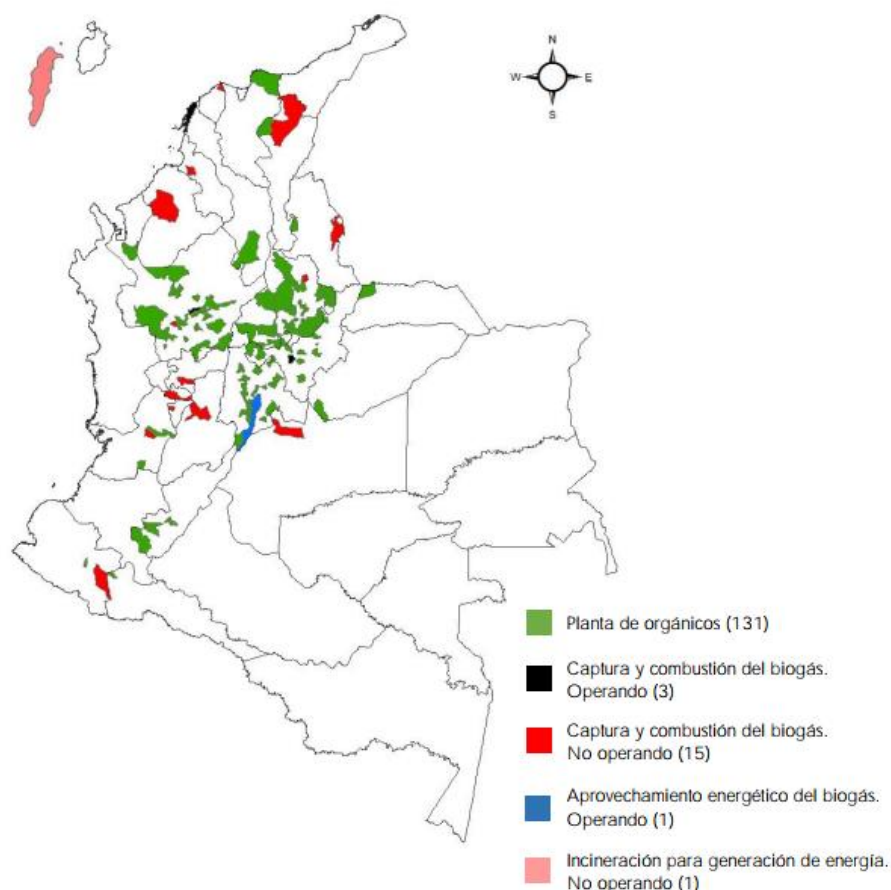 N
W E
S
Planta de orgánicos (131)
Captura y combustión del biogás.
Operando (3)
Captura y combustión del biogás.
No operando (15)
Aprovechamiento energético del biogás.
Operando (1)
Incineración para generación de energía.
No operando (1)